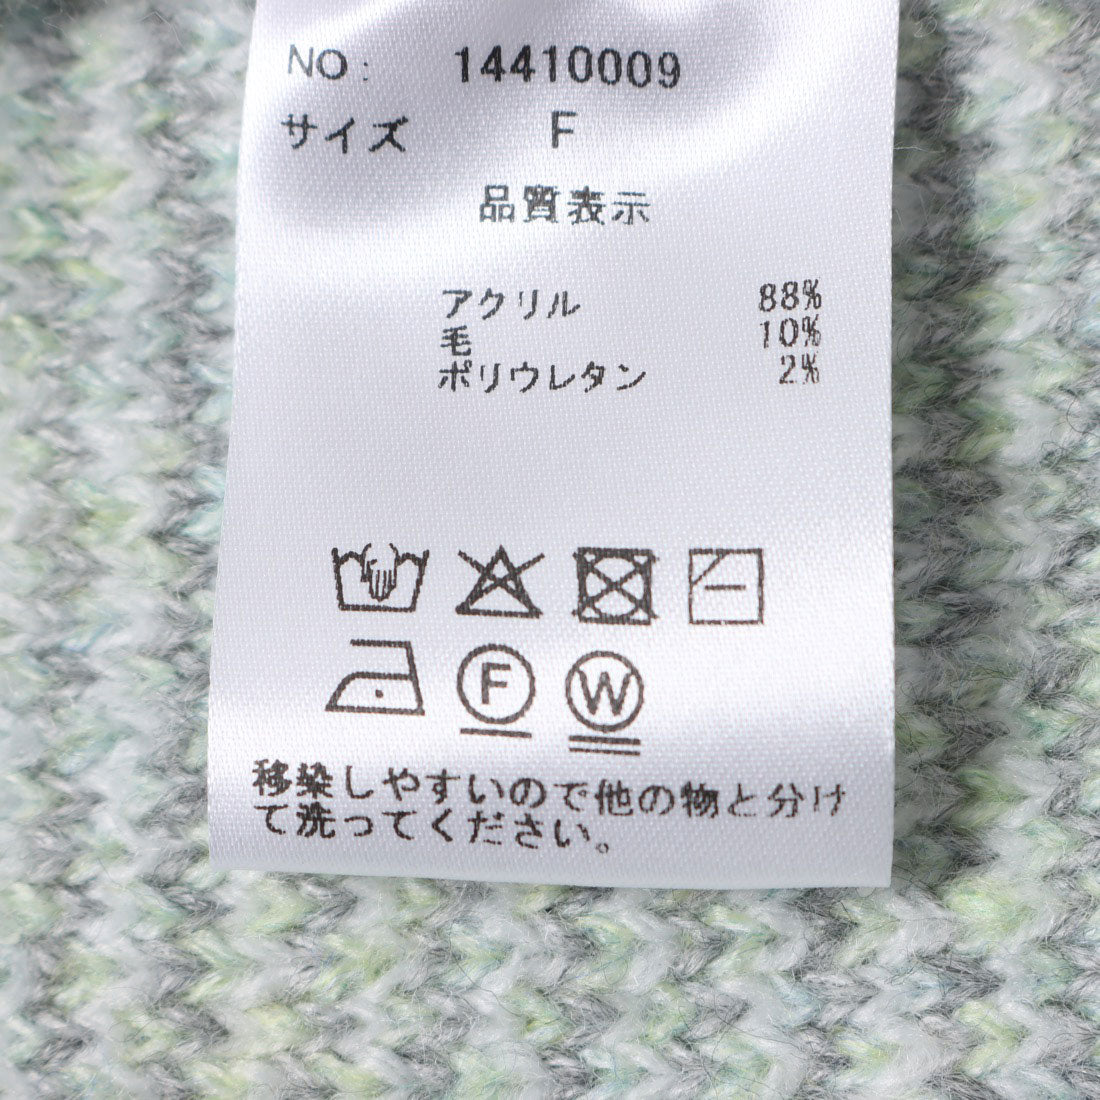 NO: 14410009
サイズ F
品質表示
アクリル 88%
毛 10%
ポリウレタン 2%
F W
移染しやすいので他の物と分け
て洗ってください。